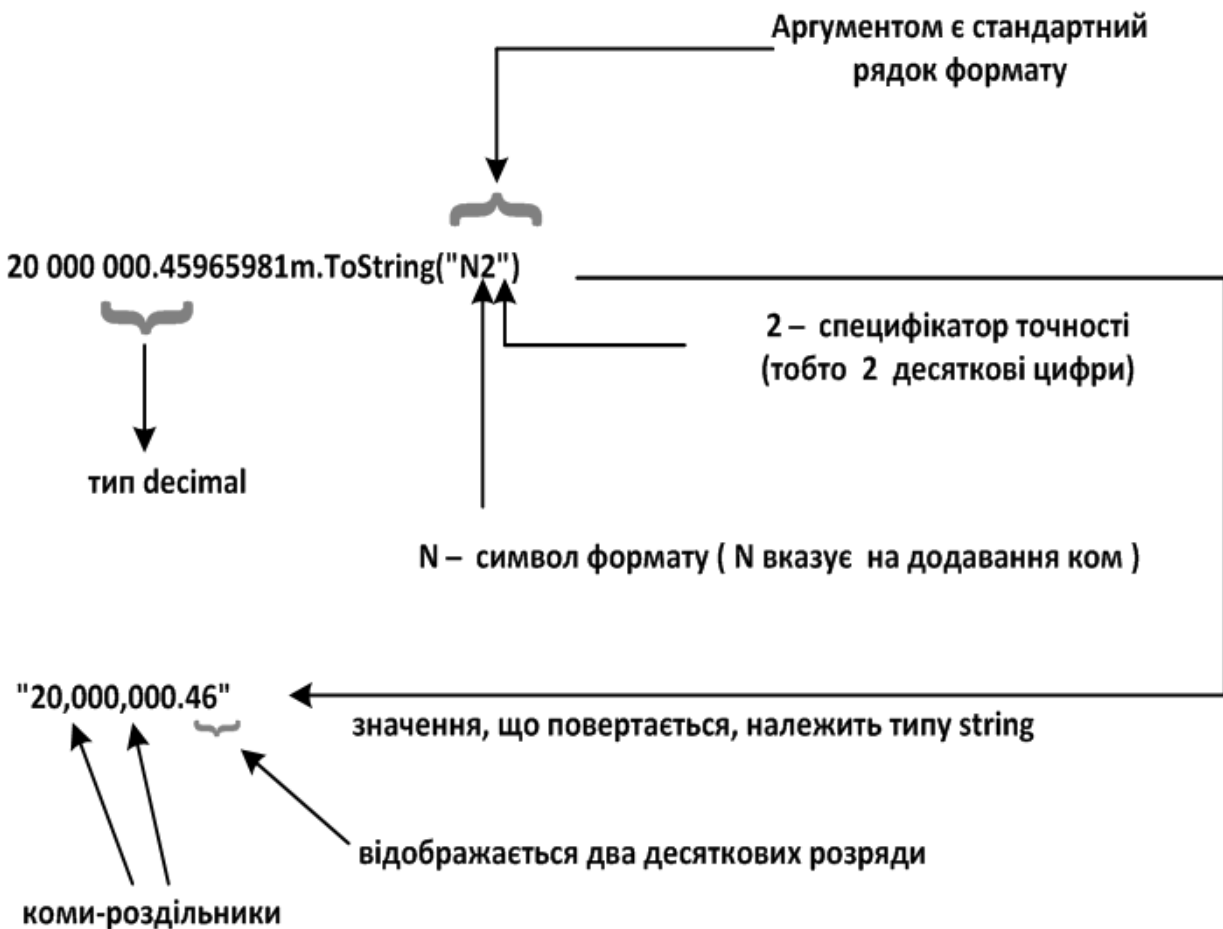 Аргументом є стандартний
рядок формату
20 000 000.45965981m.ToString("N2")
2 – специфікатор точності
(тобто 2 десяткові цифри)
тип decimal
N – символ формату ( N вказує на додавання ком )
"20,000,000.46"
значення, що повертається, належить типу string
відображається два десяткових розряди
коми-роздільники